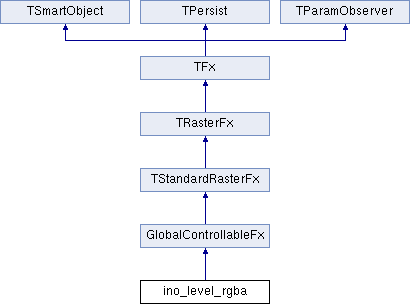 TSmartObject TPersist TParamObserver
TFx
TRasterFx
TStandardRasterFx
GlobalControllableFx
ino_level_rgba